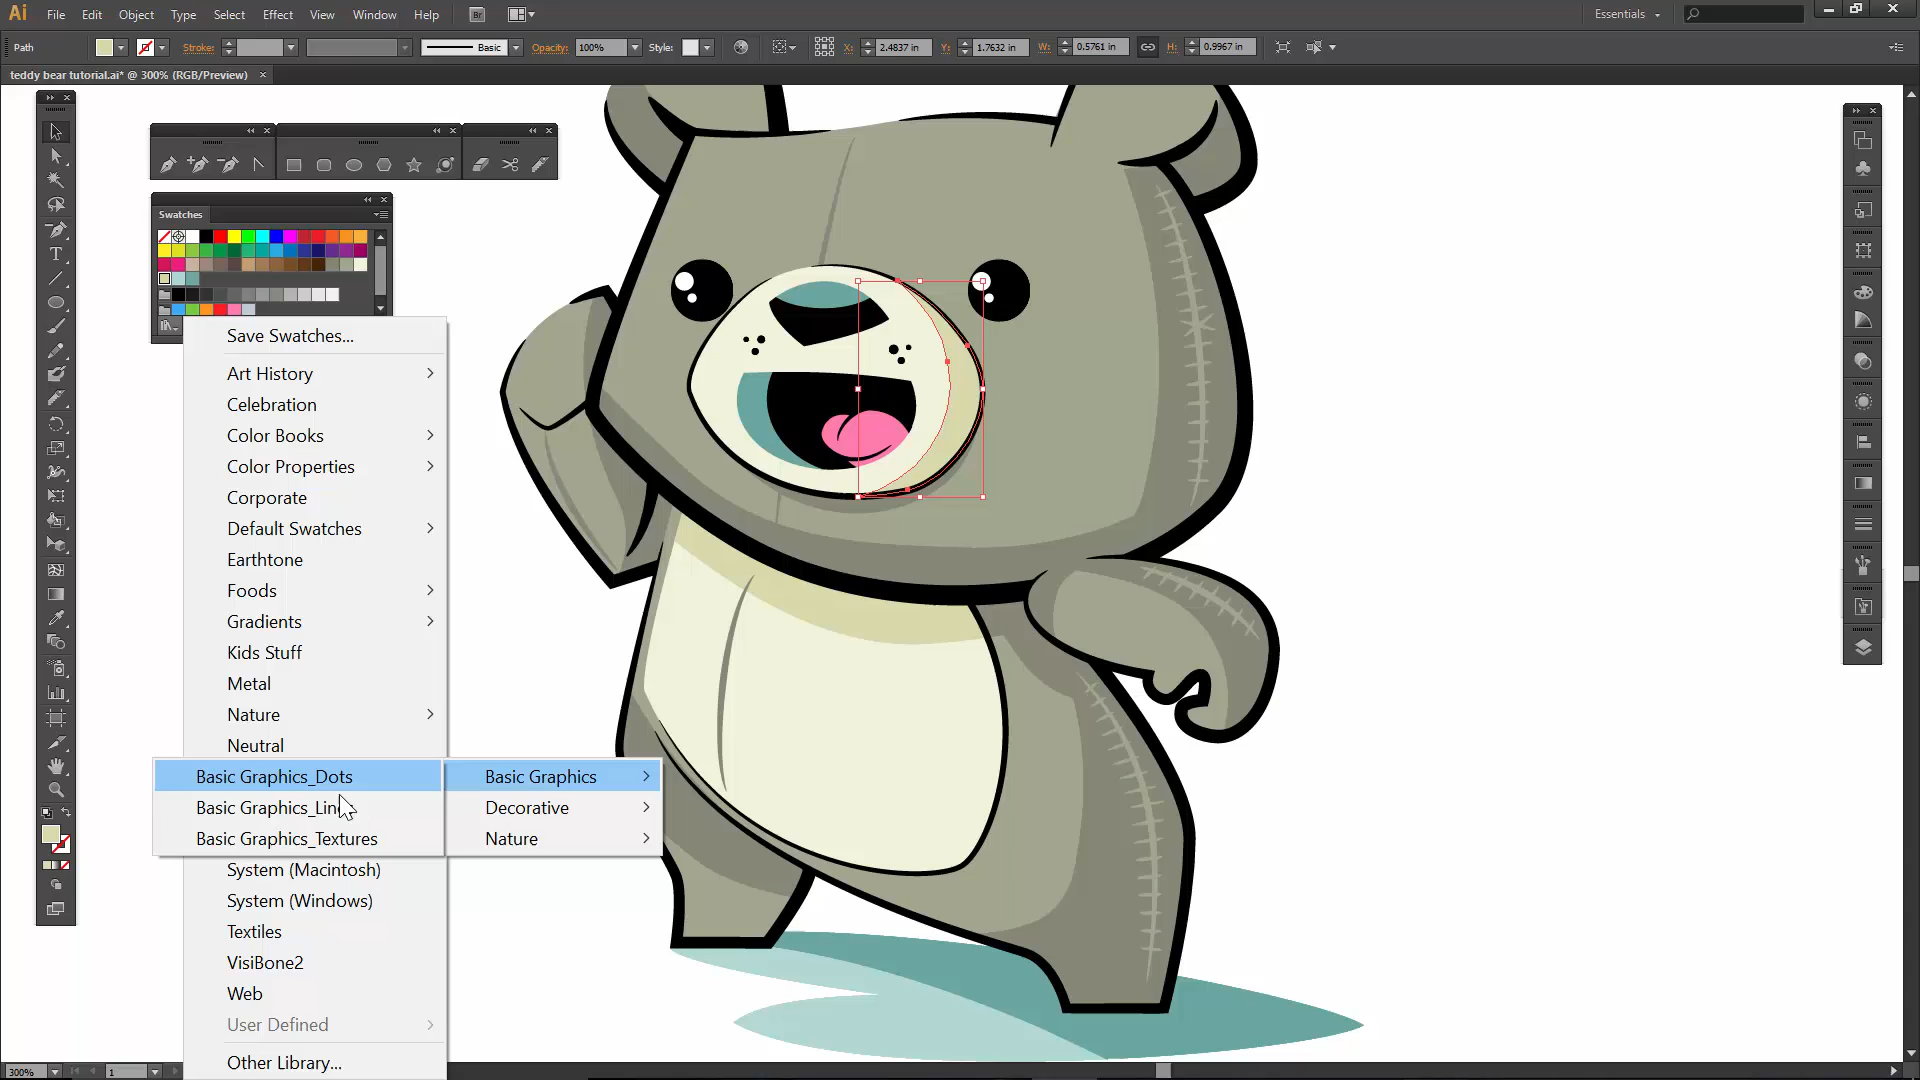 Ai File Edit Object Type Select Effect View Window Help Br Essentials
Path Stroke: Basic Opacity: 100% Style: X: 2.4837 in Y: 1.7632 in W: 0.5761 in H: 0.9967 in
teddy bear tutorial.ai* @ 300% (RGB/Preview)
Swatches
Save Swatches...
Art History
Celebration
Color Books
Color Properties
Corporate
Default Swatches
Earthtone
Foods
Gradients
Kids Stuff
Metal
Nature
Neutral
Basic Graphics_Dots Basic Graphics
Basic Graphics_Lin Decorative
Basic Graphics_Textures Nature
System (Macintosh)
System (Windows)
Textiles
VisiBone2
Web
User Defined
Other Library...
300% 1